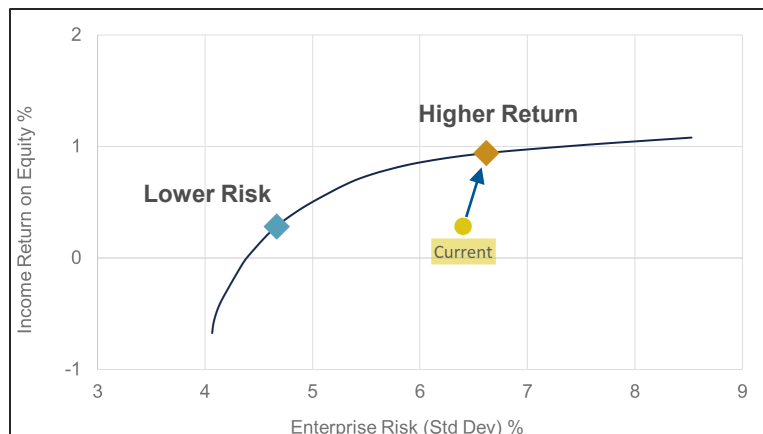 2
Higher Return
1
Lower Risk
Current
0
-1
3 4 5 6 7 8 9
Income Return on Equity %
Enterprise Risk (Std Dev) %